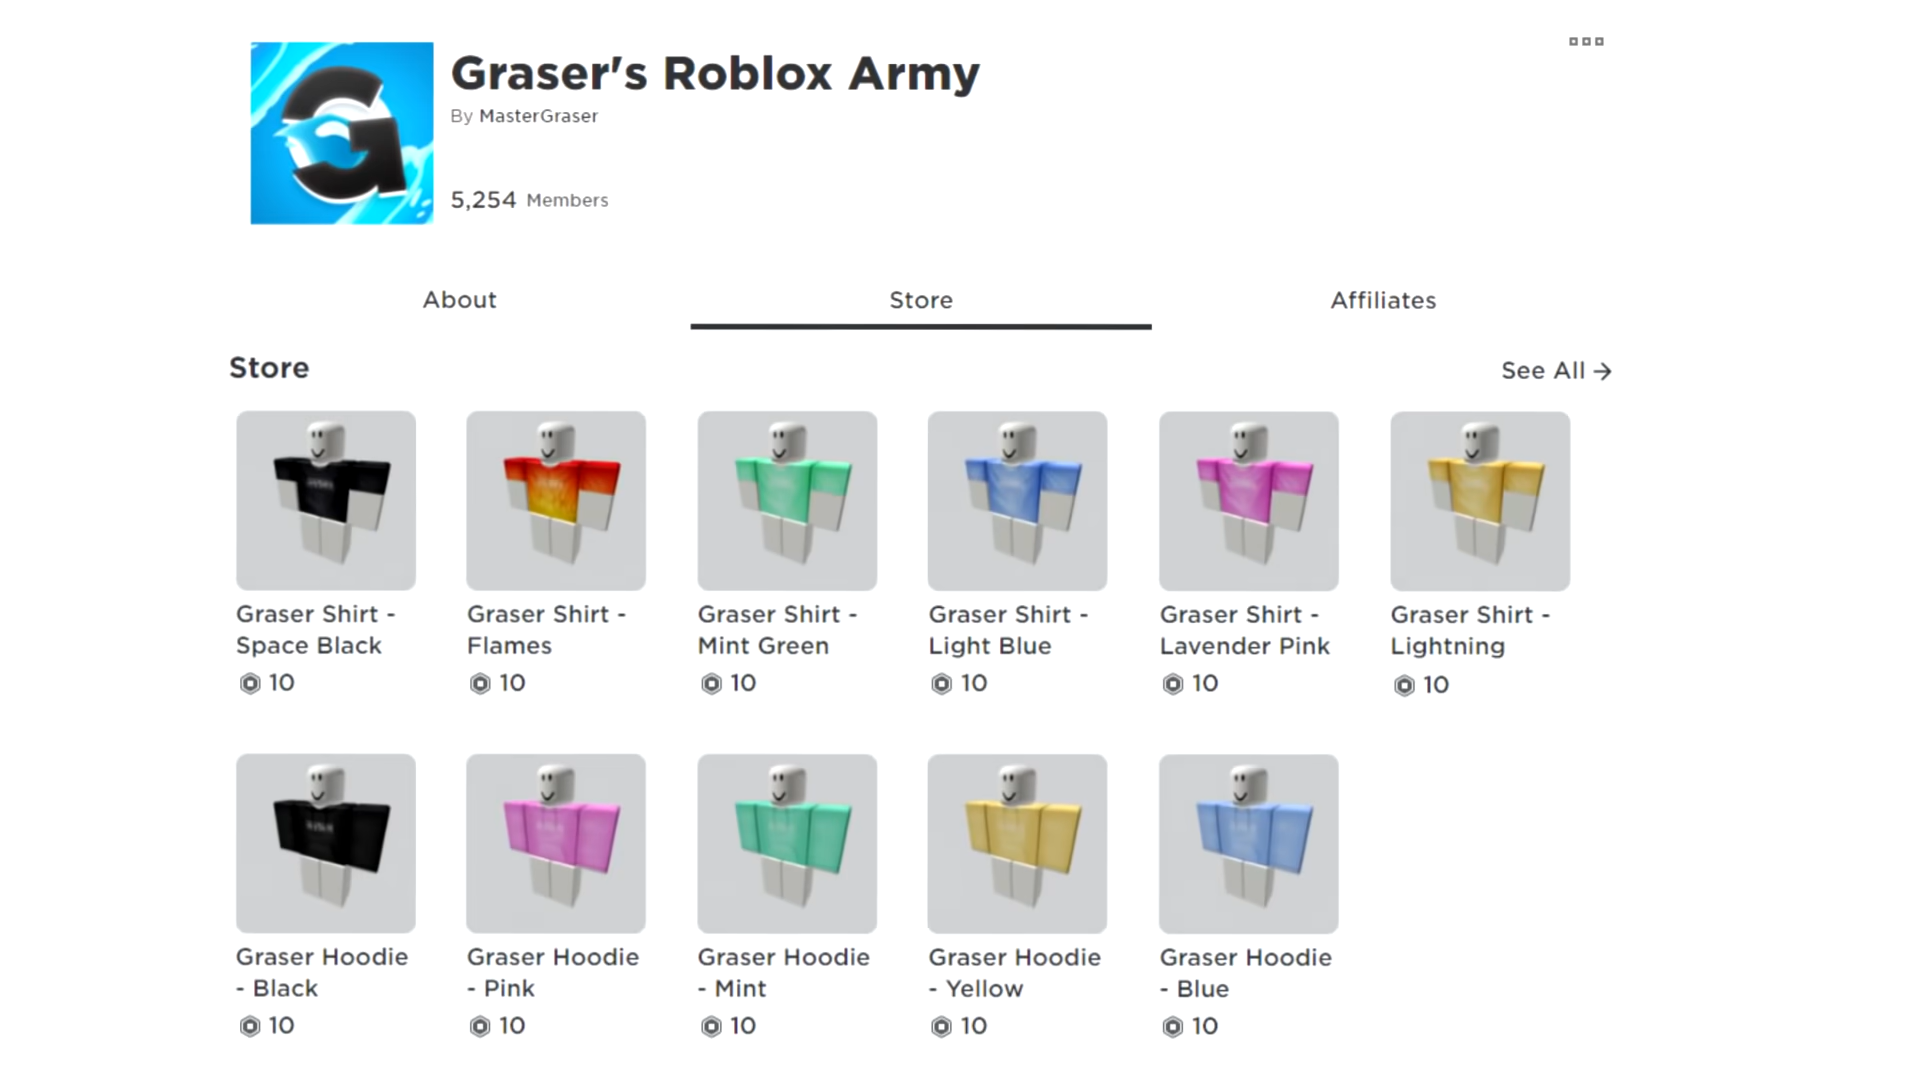 Graser's Roblox Army
By MasterGraser
5,254 Members
About
Store
Affiliates
Store
See All →
Graser Shirt -
Space Black
10
Graser Shirt -
Flames
10
Graser Shirt -
Mint Green
10
Graser Shirt -
Light Blue
10
Graser Shirt -
Lavender Pink
10
Graser Shirt -
Lightning
10
Graser Hoodie
- Black
10
Graser Hoodie
- Pink
10
Graser Hoodie
- Mint
10
Graser Hoodie
- Yellow
10
Graser Hoodie
- Blue
10